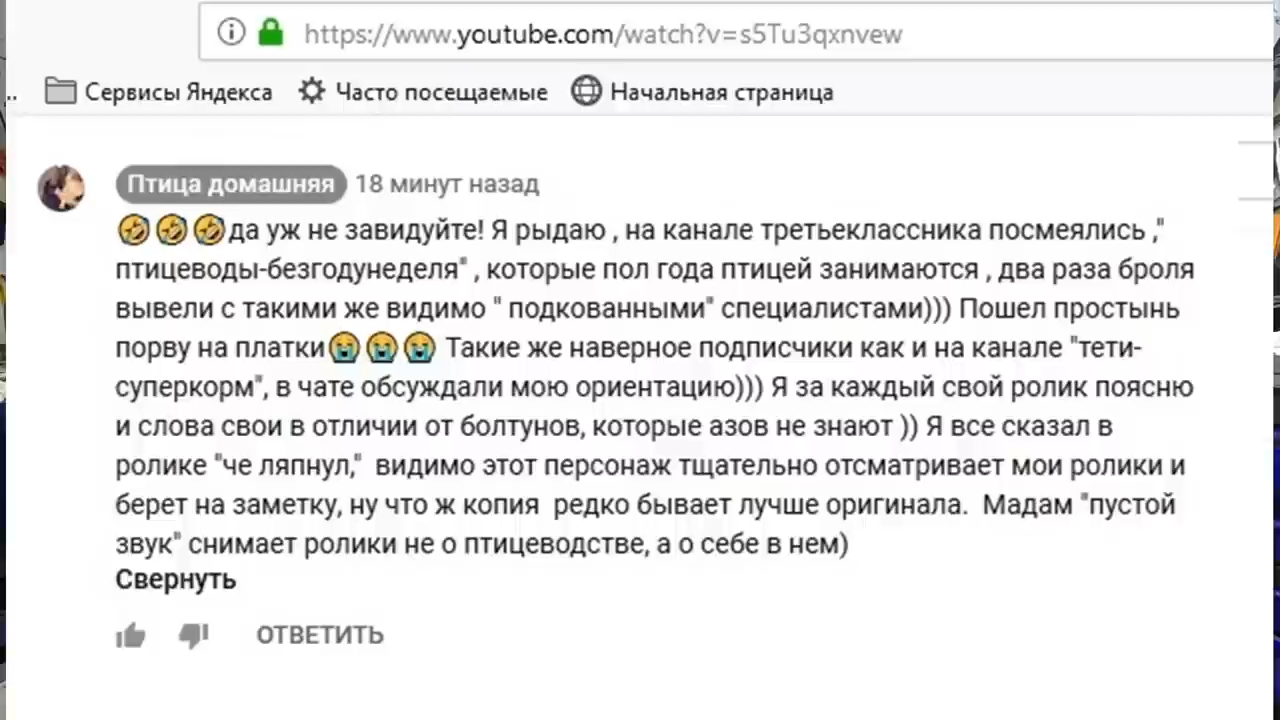 https://www.youtube.com/watch?v=s5Tu3qxnvew
.. Сервисы Яндекса Часто посещаемые Начальная страница
Птица домашняя 18 минут назад
🤣🤣🤣да уж не завидуйте! Я рыдаю , на канале третьеклассника посмеялись ,"
птицеводы-безгодунеделя" , которые пол года птицей занимаются , два раза броля
вывели с такими же видимо " подкованными" специалистами))) Пошел простынь
порву на платки😭😭😭 Такие же наверное подписчики как и на канале "тети-
суперкорм", в чате обсуждали мою ориентацию))) Я за каждый свой ролик поясню
и слова свои в отличии от болтунов, которые азов не знают )) Я все сказал в
ролике "че ляпнул," видимо этот персонаж тщательно отсматривает мои ролики и
берет на заметку, ну что ж копия редко бывает лучше оригинала. Мадам "пустой
звук" снимает ролики не о птицеводстве, а о себе в нем)
Свернуть
ОТВЕТИТЬ